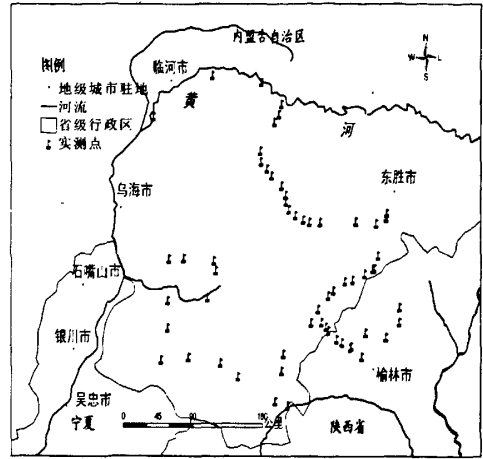 内蒙古自治区
N
W
L
S
图例
地级城市驻地
河流
省级行政区
实测点
临河市
黄
河
东胜市
乌海市
石嘴山市
银川市
榆林市
吴忠市
宁夏
0 45 90 180
公里
陕西省